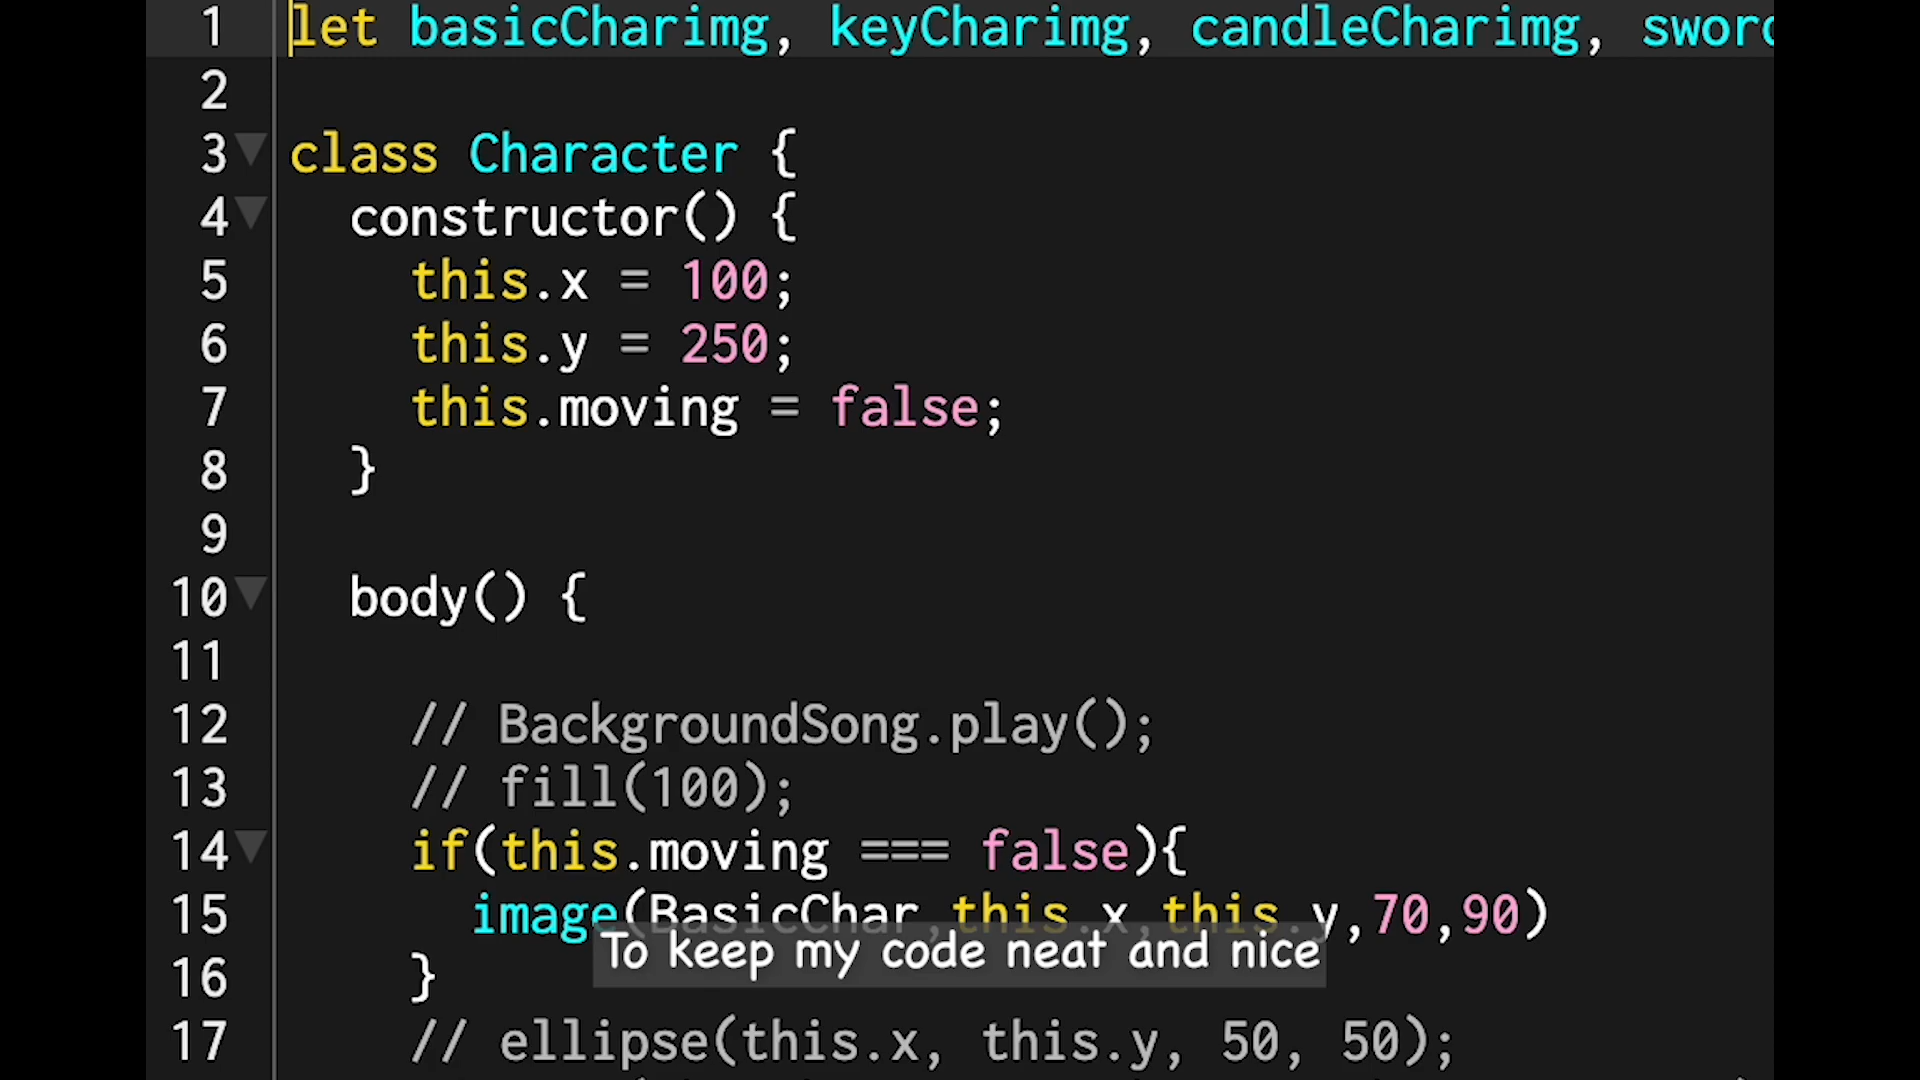 1 let basicCharimg, keyCharimg, candleCharimg,
2
3 class Character {
4 constructor() {
5 this.x = 100;
6 this.y = 250;
7 this.moving = false;
8 }
9
10 body() {
11
12 // BackgroundSong.play();
13 // fill(100);
14 if(this.moving === false){
15 image(BasicChar,this.x,this.y,70,90)
To keep my code neat and nice
16 }
17 // ellipse(this.x, this.y, 50, 50);